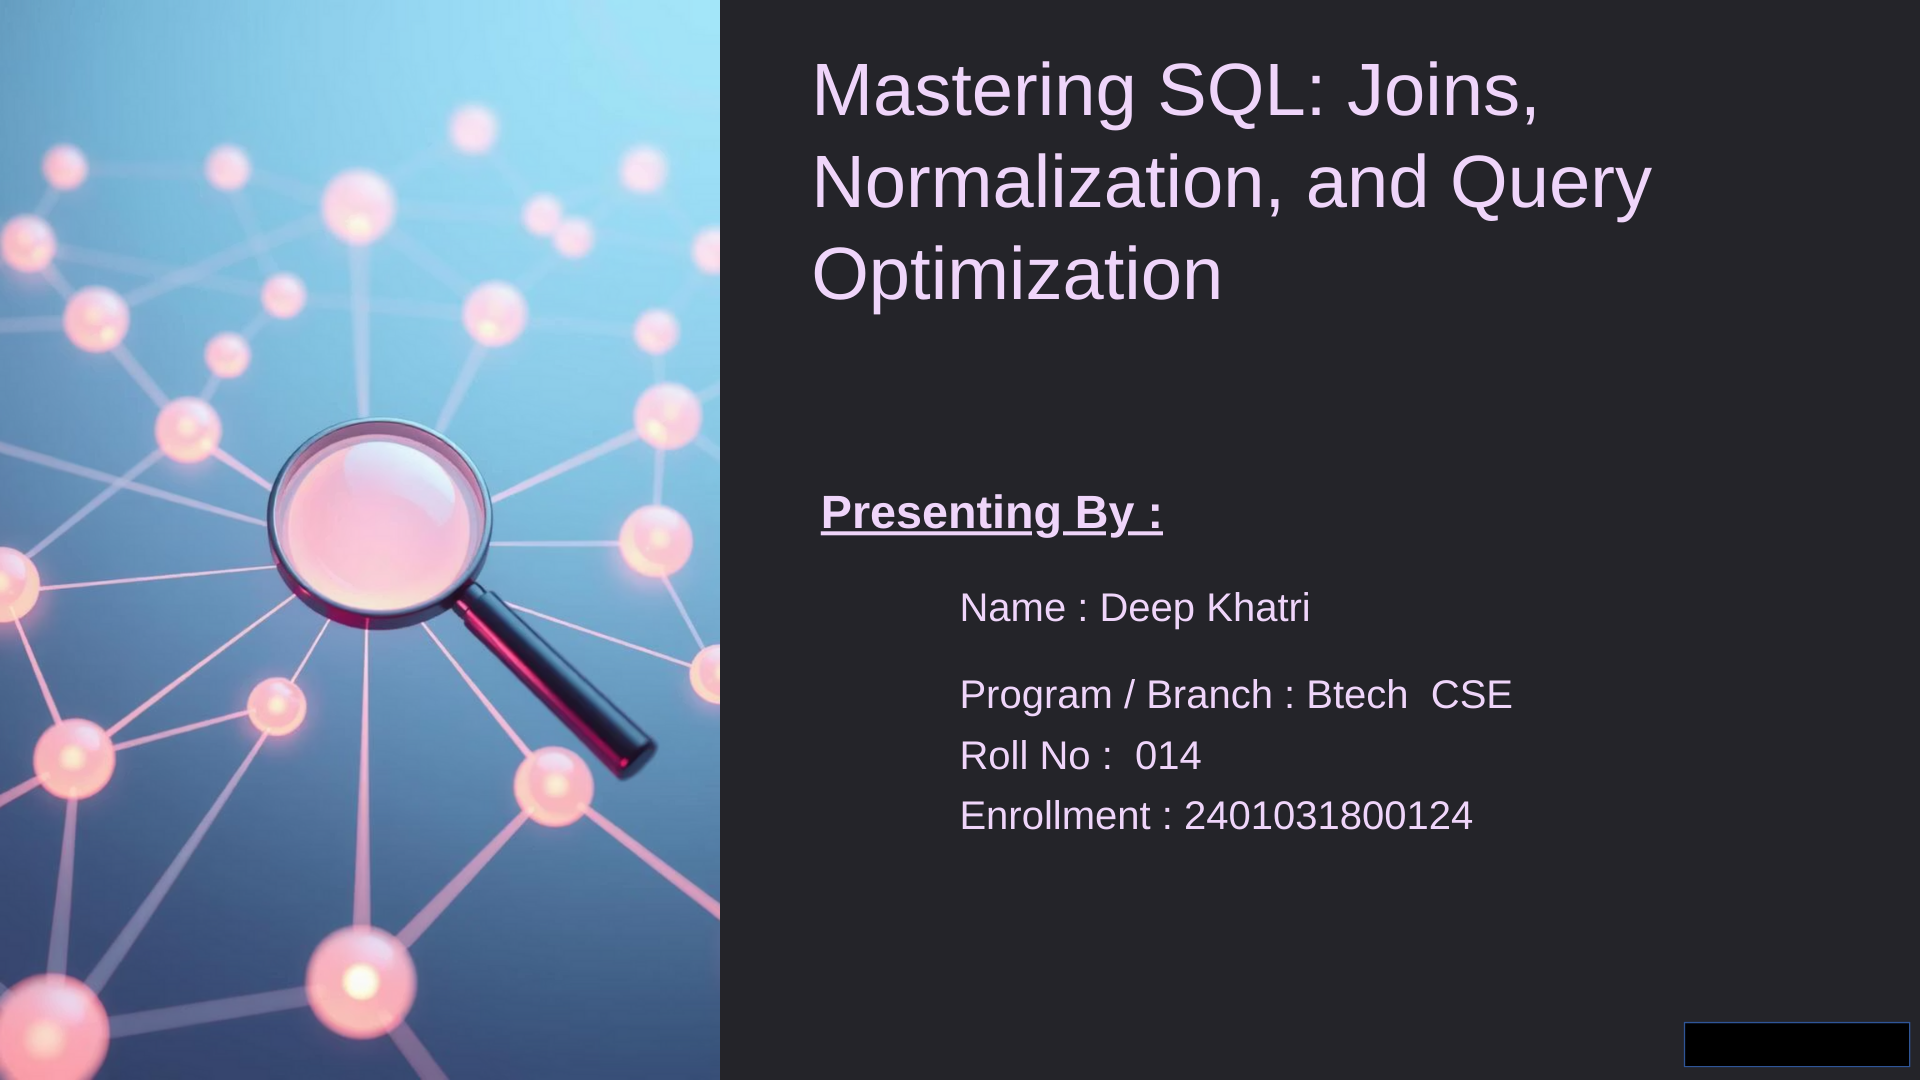 Mastering SQL: Joins,
Normalization, and Query
Optimization
Presenting By :
Name : Deep Khatri
Program / Branch : Btech  CSE
Roll No :  014
Enrollment : 2401031800124